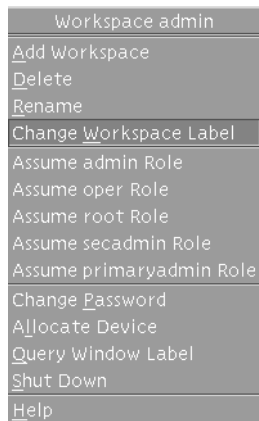 Workspace admin
Add Workspace
Delete
Rename
Change Workspace Label
Assume admin Role
Assume oper Role
Assume root Role
Assume secadmin Role
Assume primaryadmin Role
Change Password
Allocate Device
Query Window Label
Shut Down
Help